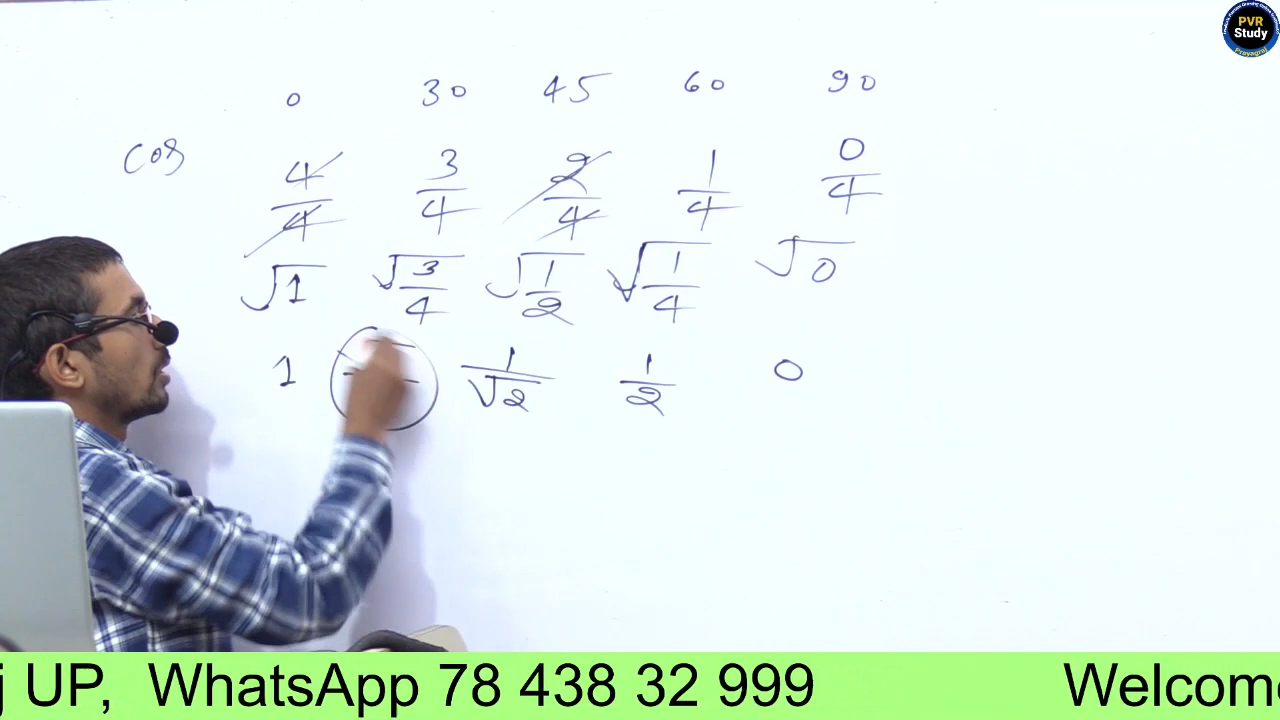 PVR
Study
Prayagraj
0 30 45 60 90
cos 4/4 3/4 2/4 1/4 0/4
√1 √3/4 √1/2 √1/4 √0
1 1/√2 1/2 0
j UP, WhatsApp 78 438 32 999 Welcome